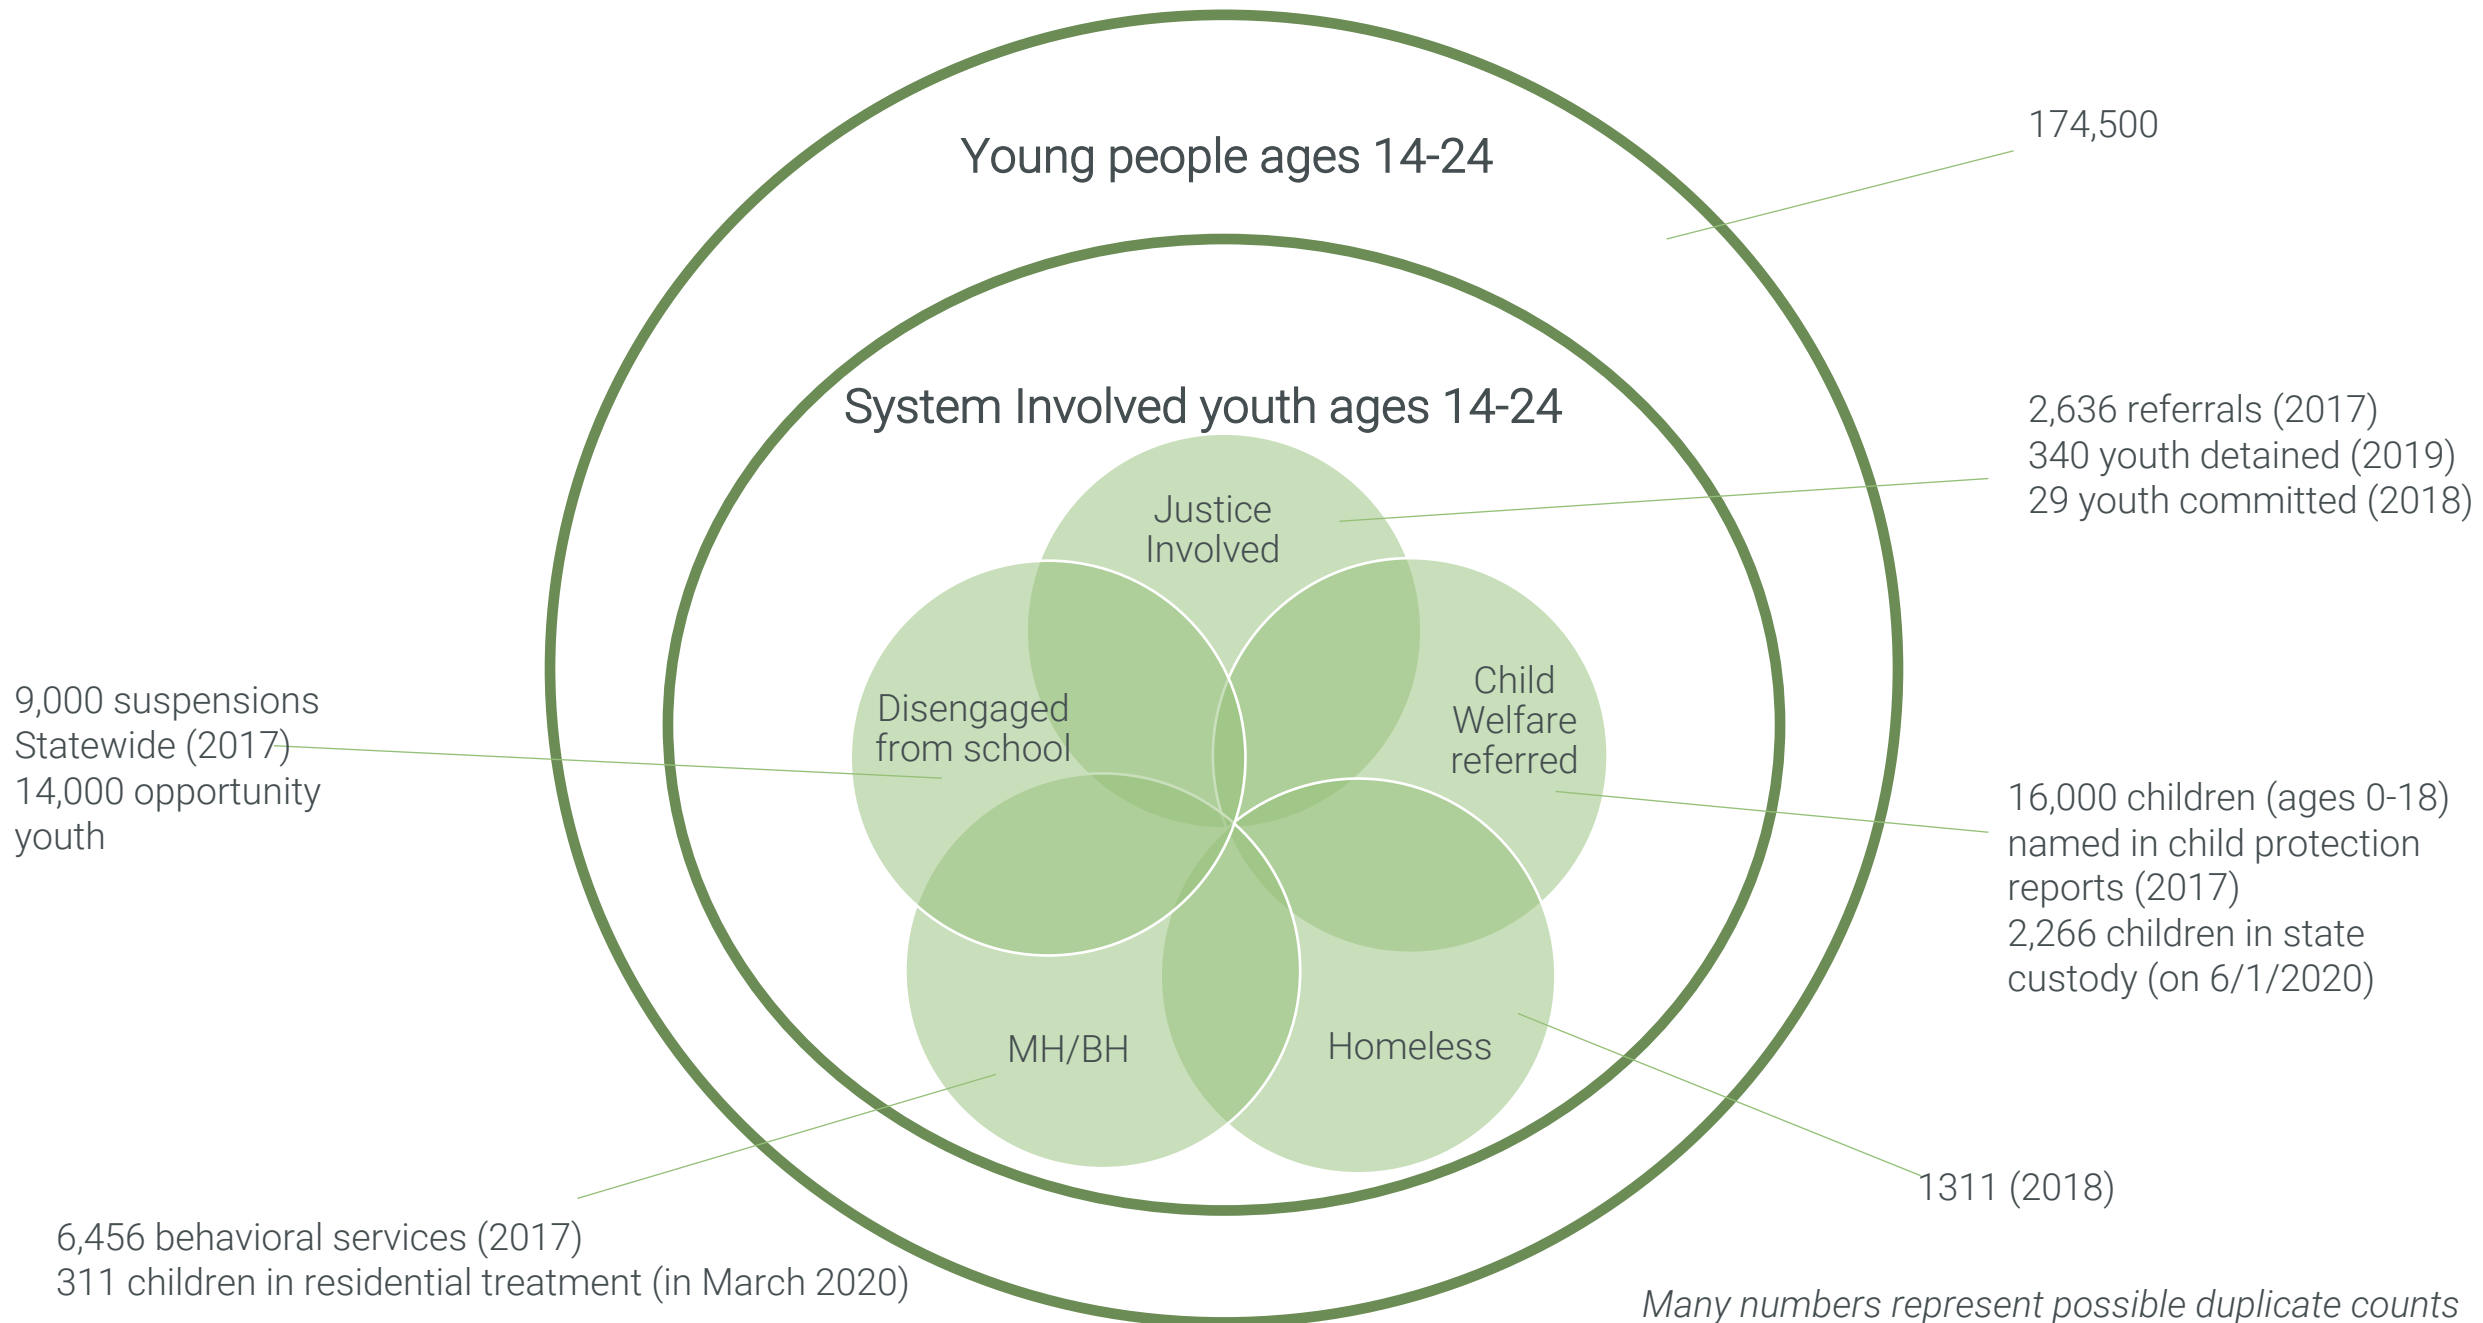 Young people ages 14-24
174,500
System Involved youth ages 14-24
2,636 referrals (2017)
340 youth detained (2019)
29 youth committed (2018)
Justice
Involved
Child
Welfare
referred
Disengaged
from school
9,000 suspensions
Statewide (2017)
14,000 opportunity
youth
16,000 children (ages 0-18)
named in child protection
reports (2017)
2,266 children in state
custody (on 6/1/2020)
MH/BH
Homeless
1311 (2018)
6,456 behavioral services (2017)
311 children in residential treatment (in March 2020)
Many numbers represent possible duplicate counts